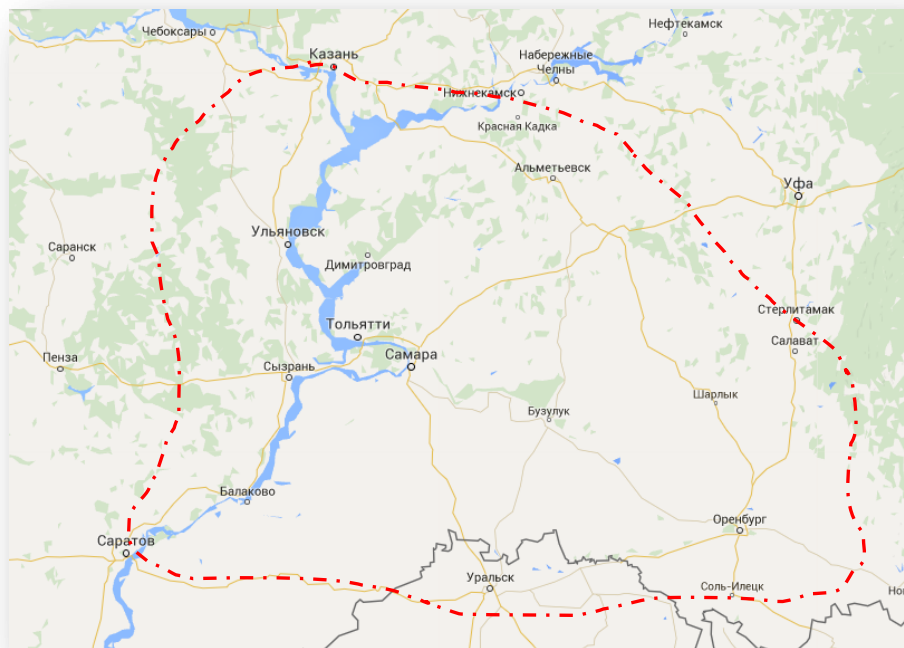 Нефтекамск
Чебоксары
Казань
Набережные
Челны
Нижнекамск
Красная Кадка
Альметьевск
Уфа
Ульяновск
Саранск
Димитровград
Стерлитамак
Тольятти
Салават
Самара
Пенза
Сызрань
Шарлык
Бузулук
Балаково
Оренбург
Саратов
Уральск
Соль-Илецк
Но